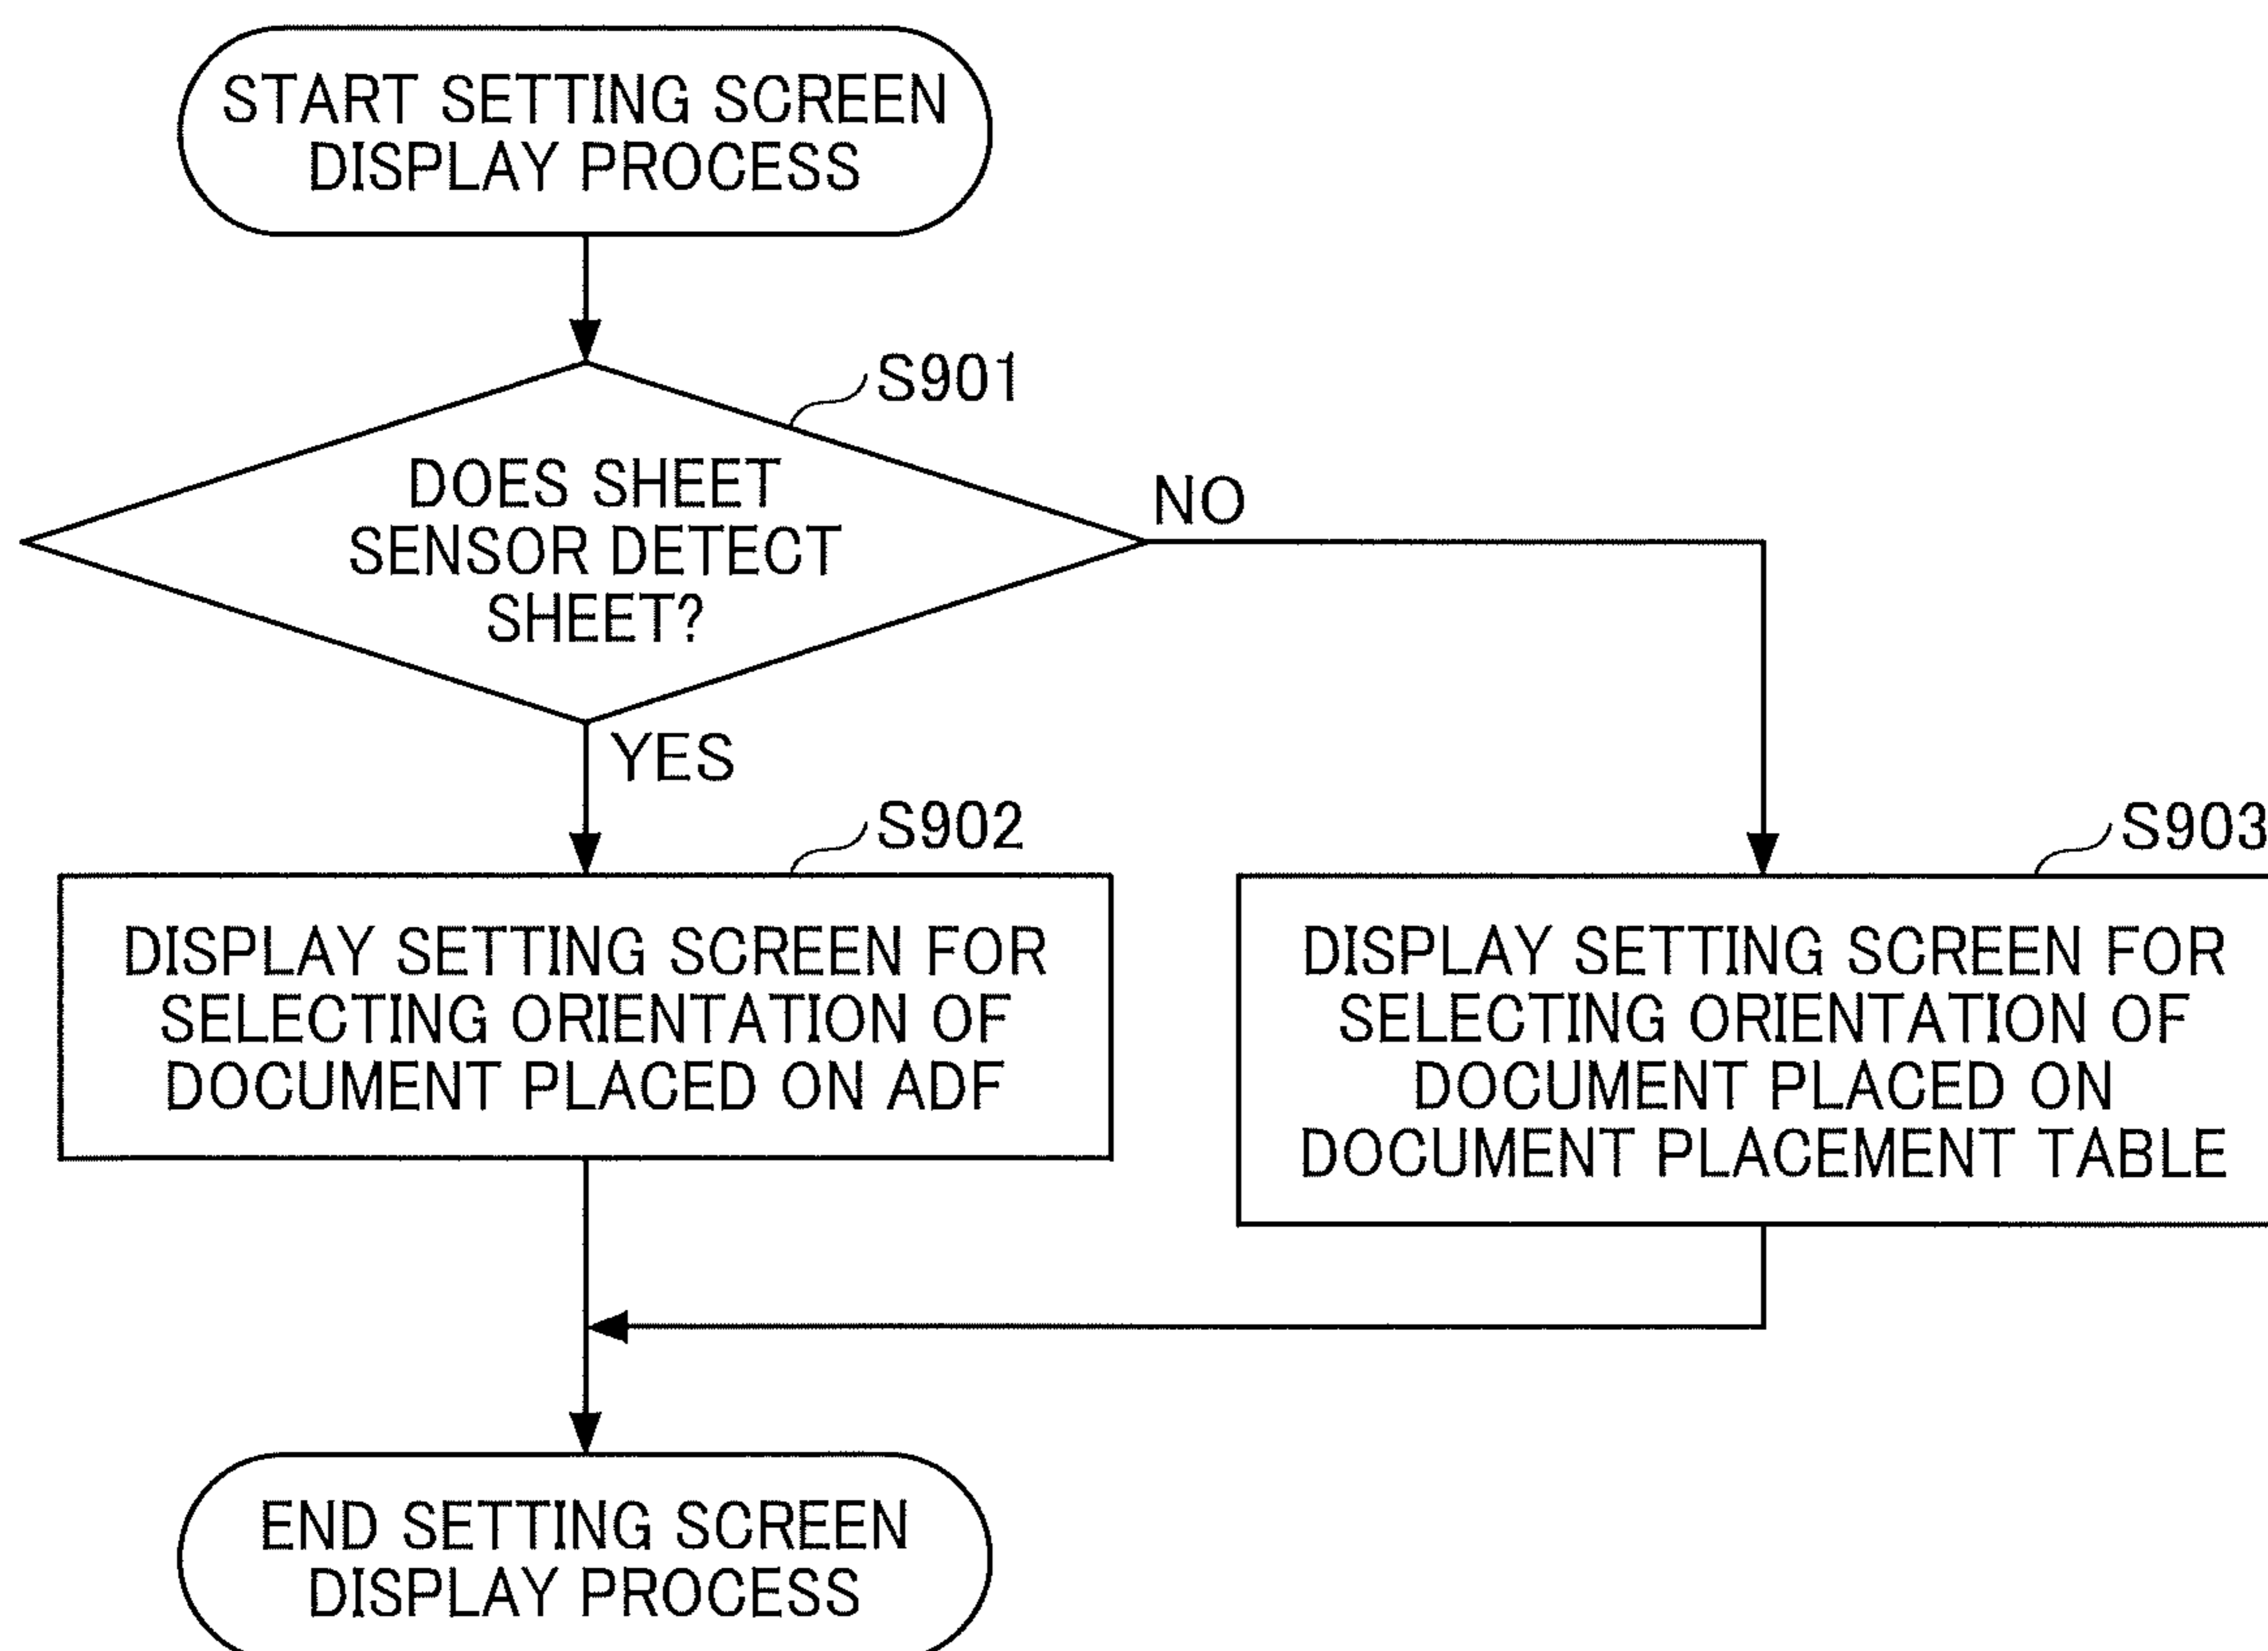 START SETTING SCREEN
DISPLAY PROCESS
S901
DOES SHEET
SENSOR DETECT
SHEET?
NO
YES
S902
DISPLAY SETTING SCREEN FOR
SELECTING ORIENTATION OF
DOCUMENT PLACED ON ADF
S903
DISPLAY SETTING SCREEN FOR
SELECTING ORIENTATION OF
DOCUMENT PLACED ON
DOCUMENT PLACEMENT TABLE
END SETTING SCREEN
DISPLAY PROCESS